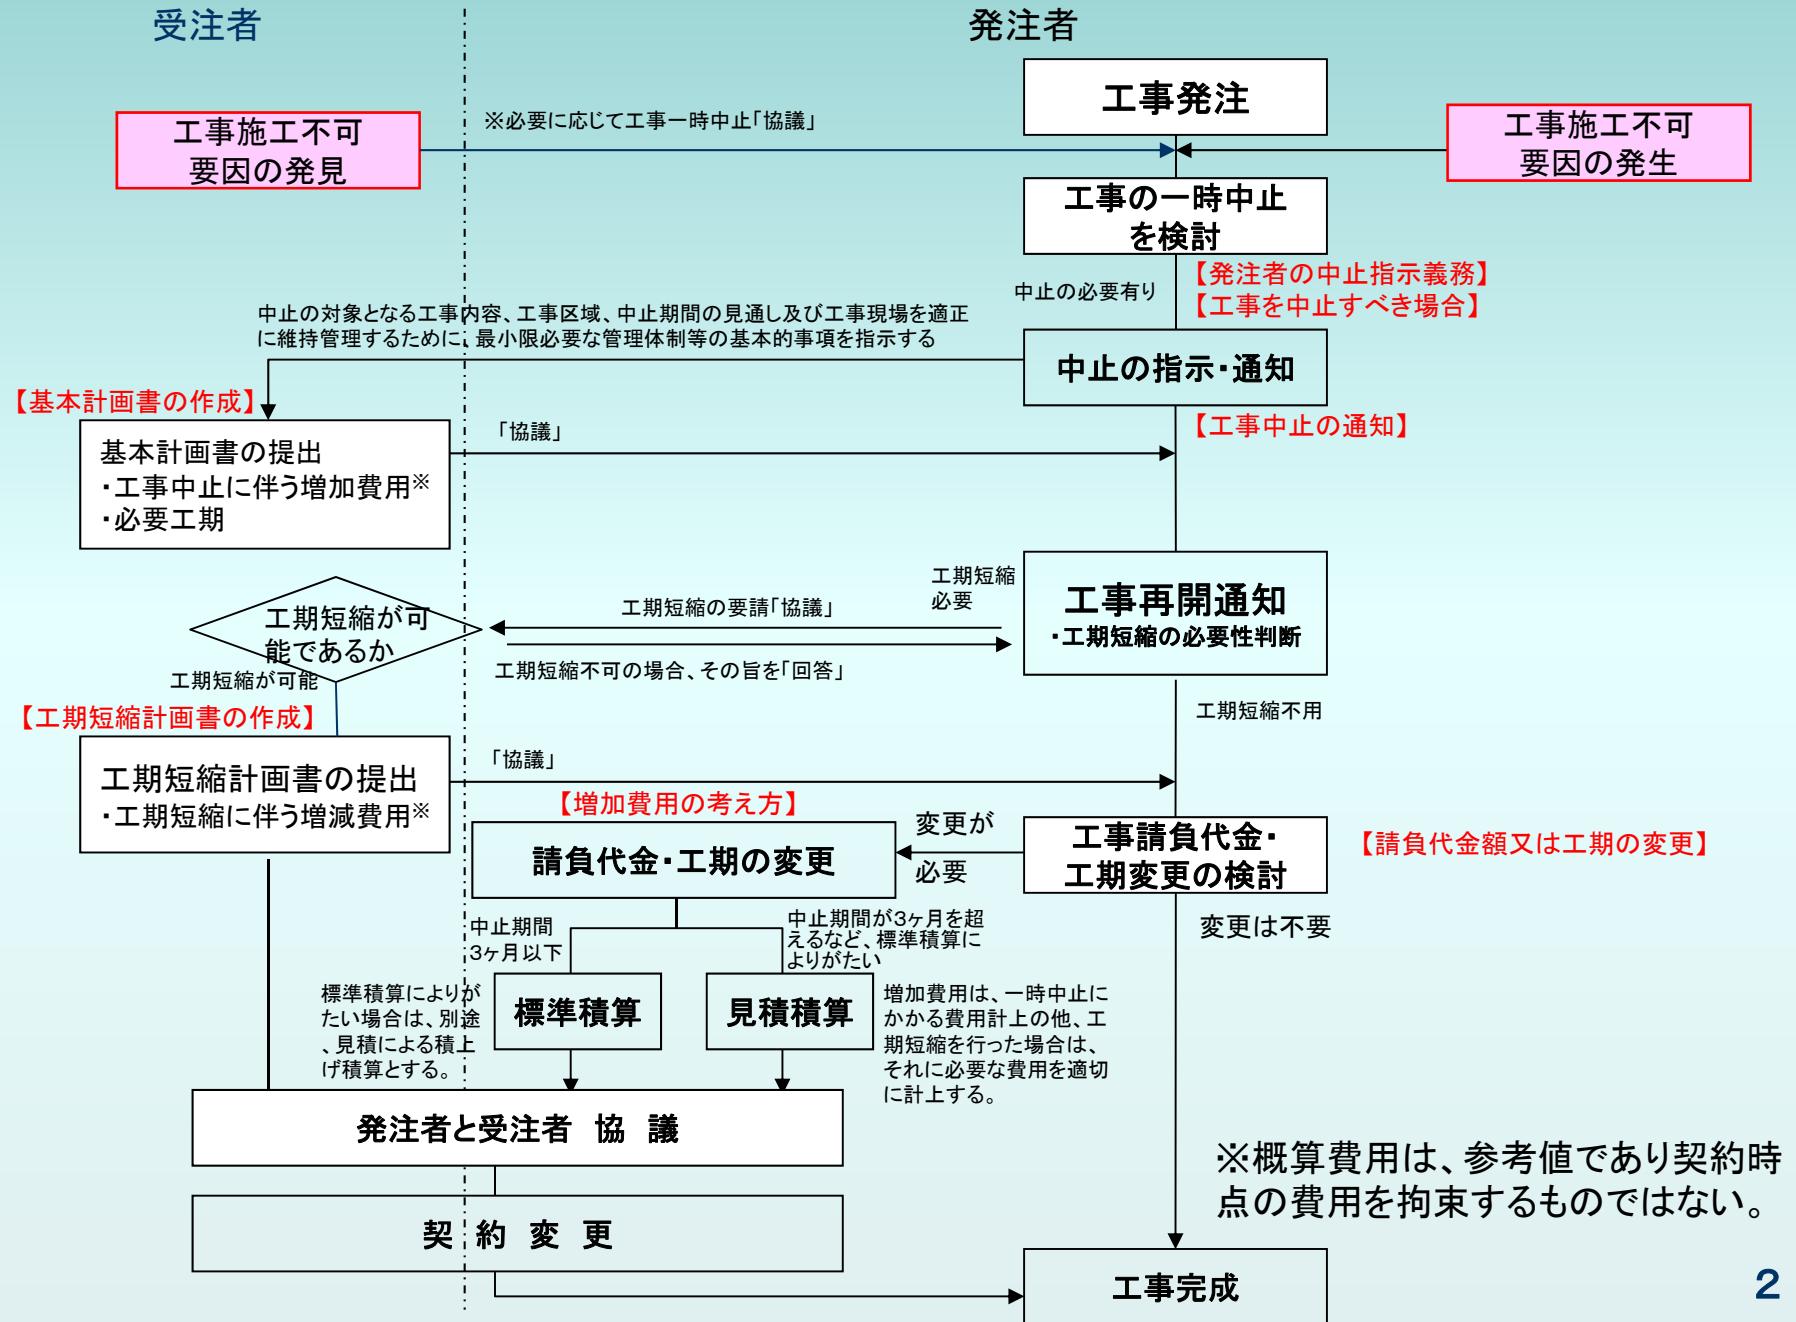 受注者
発注者
工事発注
工事施工不可
要因の発見
※必要に応じて工事一時中止「協議」
工事施工不可
要因の発生
工事の一時中止
を検討
【発注者の中止指示義務】
【工事を中止すべき場合】
中止の必要有り
中止の対象となる工事内容、工事区域、中止期間の見通し及び工事現場を適正
に維持管理するために、最小限必要な管理体制等の基本的事項を指示する
中止の指示・通知
【工事中止の通知】
【基本計画書の作成】
基本計画書の提出
・工事中止に伴う増加費用※
・必要工期
「協議」
工期短縮
必要
工事再開通知
・工期短縮の必要性判断
工期短縮の要請「協議」
工期短縮が可
能であるか
工期短縮不可の場合、その旨を「回答」
工期短縮が可能
工期短縮不用
【工期短縮計画書の作成】
工期短縮計画書の提出
・工期短縮に伴う増減費用※
「協議」
【増加費用の考え方】
請負代金・工期の変更
変更が
必要
工事請負代金・
工期変更の検討
【請負代金額又は工期の変更】
変更は不要
中止期間
3ヶ月以下
中止期間が3ヶ月を超
えるなど、標準積算に
よりがたい
標準積算によりが
たい場合は、別途
、見積による積上
げ積算とする。
標準積算
見積積算
増加費用は、一時中止に
かかる費用計上の他、工
期短縮を行った場合は、
それに必要な費用を適切
に計上する。
発注者と受注者 協 議
契 約 変 更
※概算費用は、参考値であり契約時
点の費用を拘束するものではない。
工事完成
2